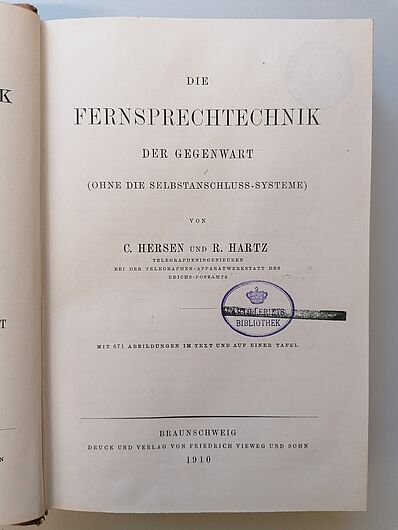 DIE
FERNSPRECHTECHNIK
DER GEGENWART
(OHNE DIE SELBSTANSCHLUSS-SYSTEME)
VON
C. HERSEN UND R. HARTZ
TELEGRAPHENINGENIEUREN
BEI DER TELEGRAPHEN-APPARATWERKSTATT DES
REICHS-POSTAMTS
BIBLIOTHEK
MIT 671 ABBILDUNGEN IM TEXT UND AUF EINER TAFEL
BRAUNSCHWEIG
DRUCK UND VERLAG VON FRIEDRICH VIEWEG UND SOHN
1910
K
T
N